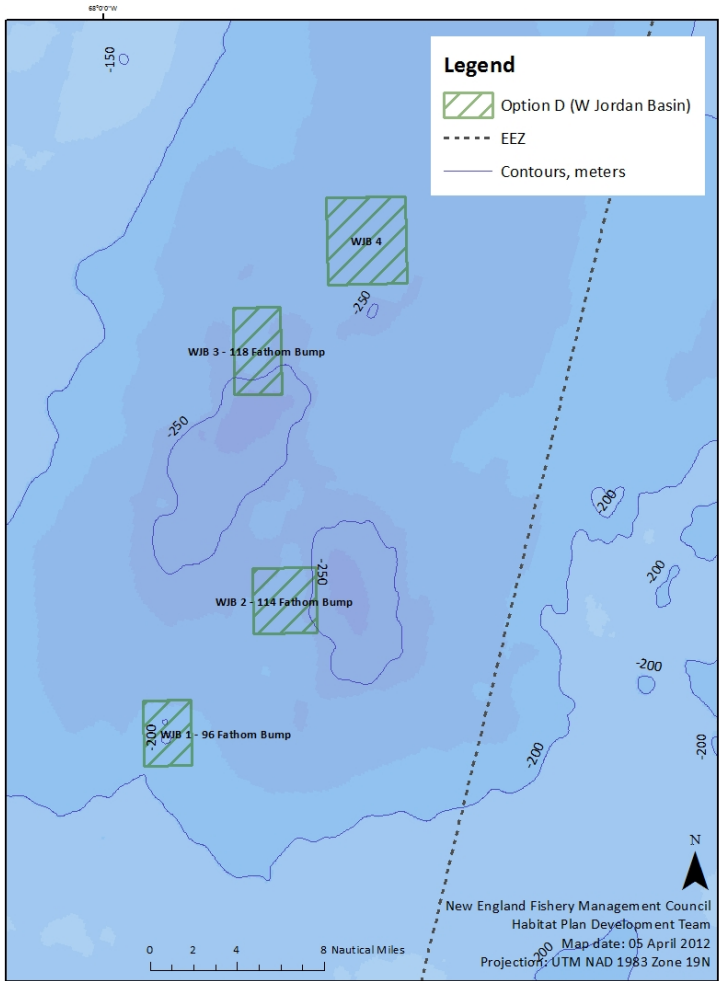 68°0'0"W
-150
Legend
Option D (W Jordan Basin)
EEZ
Contours, meters
WJB 4
-250
WJB 3 - 118 Fathom Bump
-250
-200
-250
-200
WJB 2 - 114 Fathom Bump
-200
-200
WJB 1 - 96 Fathom Bump
-200
-200
N
New England Fishery Management Council
Habitat Plan Development Team
Map date: 05 April 2012
Projection: UTM NAD 1983 Zone 19N
-200
0 2 4 8 Nautical Miles